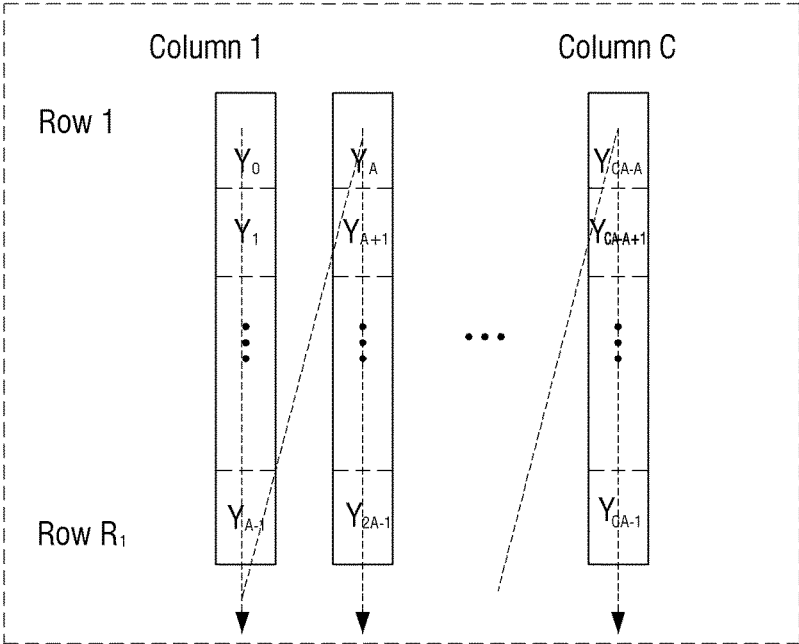 Column 1 Column C
Row 1
Y0 YA YCA-A
Y1 YA+1 YCA-A+1
Row R1 YA-1 Y2A-1 YCA-1